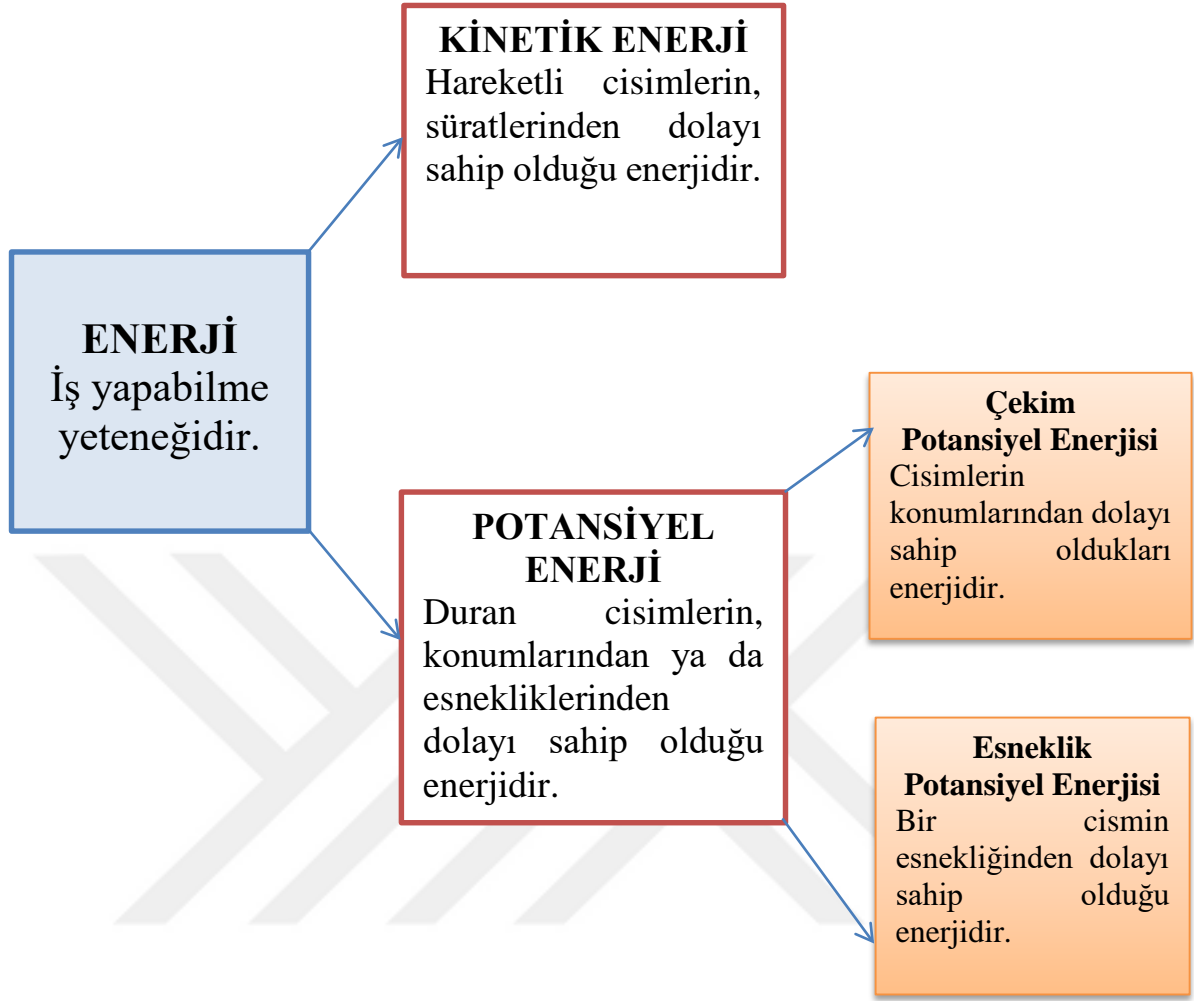 KİNETİK ENERJİ
Hareketli cisimlerin,
süratlerinden dolayı
sahip olduğu enerjidir.
ENERJİ
İş yapabilme
yeteneğidir.
POTANSİYEL
ENERJİ
Duran cisimlerin,
konumlarından ya da
esnekliklerinden
dolayı sahip olduğu
enerjidir.
Çekim
Potansiyel Enerjisi
Cisimlerin
konumlarından dolayı
sahip oldukları
enerjidir.
Esneklik
Potansiyel Enerjisi
Bir cismin
esnekliğinden dolayı
sahip olduğu
enerjidir.